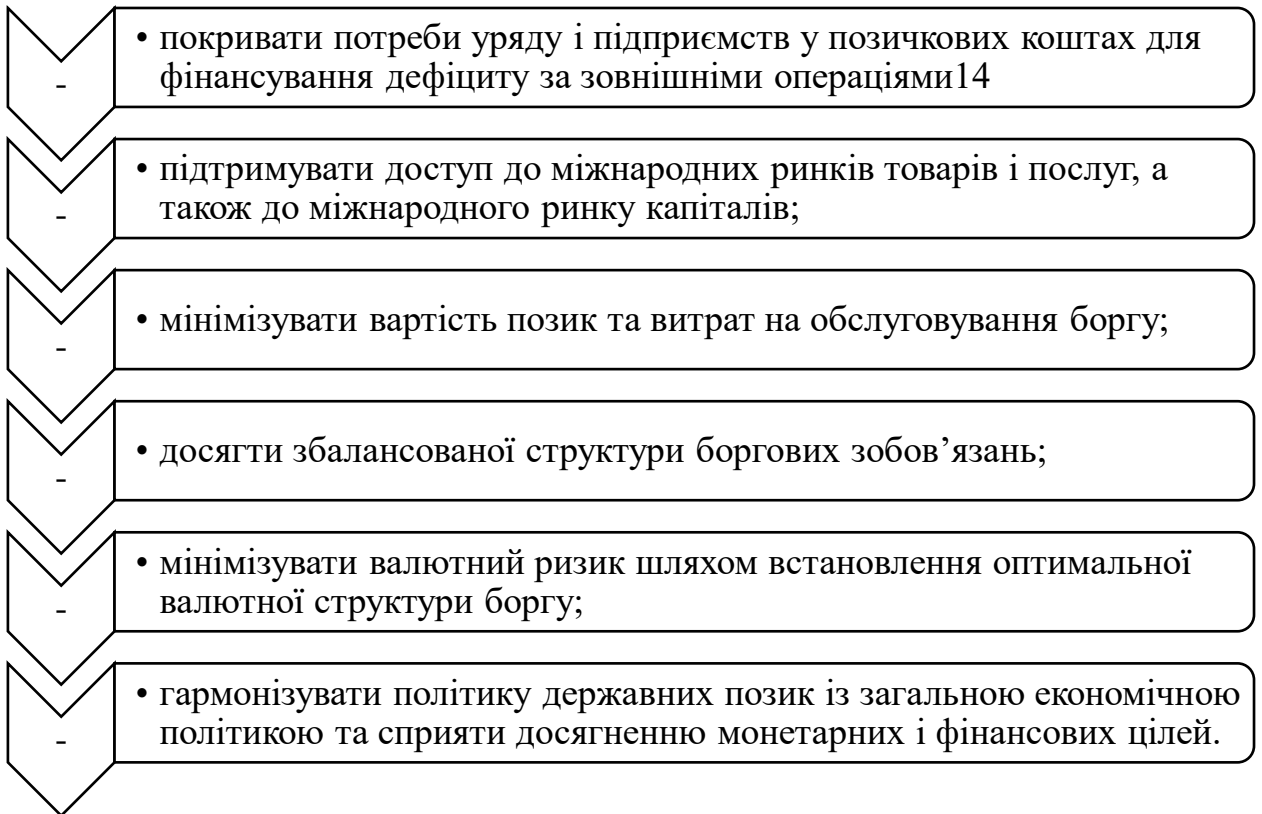 -
• покривати потреби уряду і підприємств у позичкових коштах для
фінансування дефіциту за зовнішніми операціями14
-
• підтримувати доступ до міжнародних ринків товарів і послуг, а
також до міжнародного ринку капіталів;
-
• мінімізувати вартість позик та витрат на обслуговування боргу;
-
• досягти збалансованої структури боргових зобов’язань;
-
• мінімізувати валютний ризик шляхом встановлення оптимальної
валютної структури боргу;
-
• гармонізувати політику державних позик із загальною економічною
політикою та сприяти досягненню монетарних і фінансових цілей.